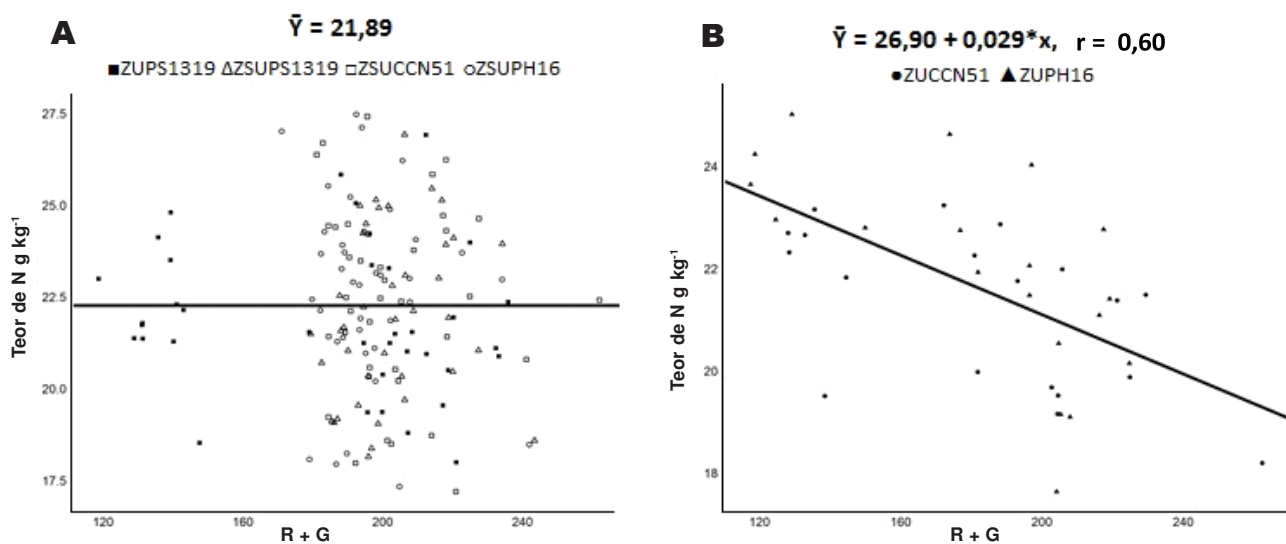 A
Ȳ = 21,89
■ZUPS1319 ΔZSUPS1319 □ZSUCCN51 ○ZSUPH16
27.5
25.0
22.5
20.0
17.5
Teor de N g kg⁻¹
120 160 200 240
R + G
B
Ȳ = 26,90 + 0,029*x, r = 0,60
●ZUCCN51 ▲ZUPH16
24
22
20
18
Teor de N g kg⁻¹
120 160 200 240
R + G